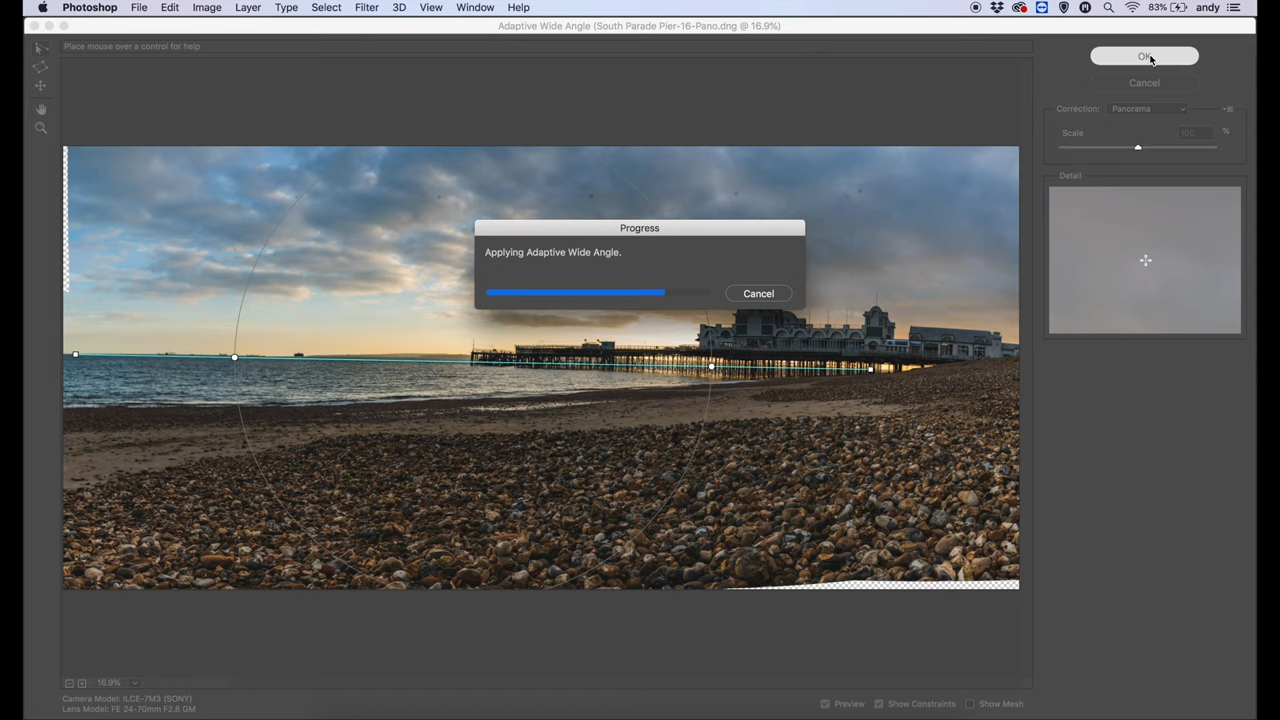 Photoshop File Edit Image Layer Type Select Filter 3D View Window Help 83% andy
Adaptive Wide Angle (South Parade Pier-16-Pano.dng @ 16.9%)
Place mouse over a control for help
OK
Cancel
Correction: Panorama
Scale 100 %
Detail
Progress
Applying Adaptive Wide Angle.
Cancel
16.9%
Camera Model: ILCE-7M3 (SONY)
Lens Model: FE 24-70mm F2.8 GM
Preview Show Constraints Show Mesh